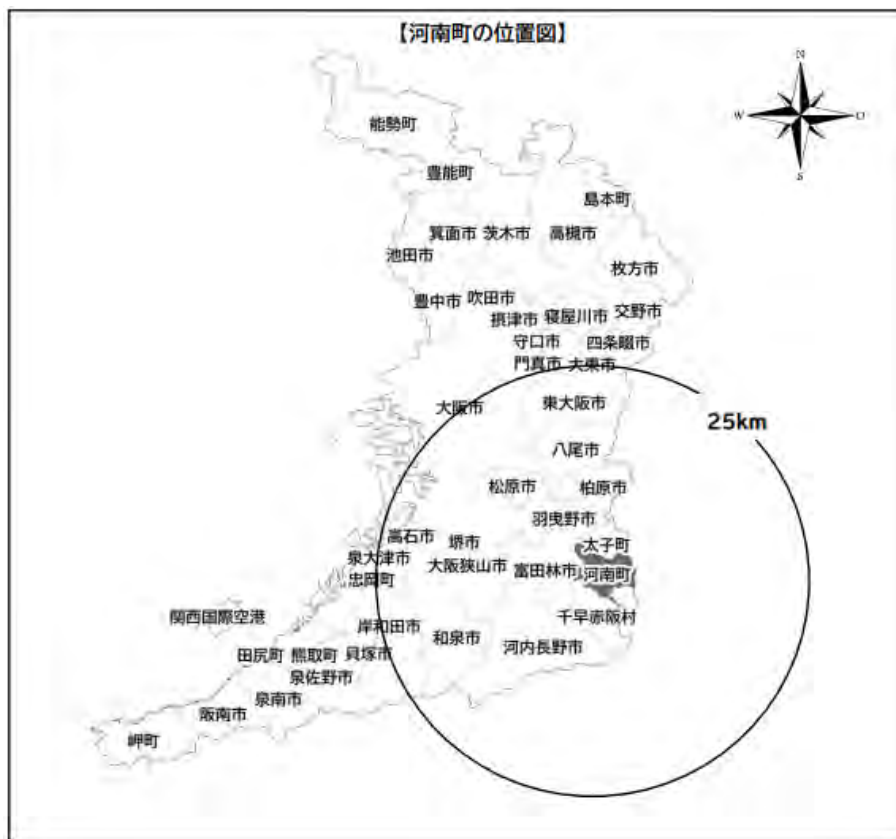 【河南町の位置図】
N
W
O
S
能勢町
豊能町
島本町
箕面市
茨木市
高槻市
池田市
枚方市
豊中市
吹田市
摂津市
寝屋川市
交野市
守口市
四条畷市
門真市
大東市
大阪市
東大阪市
25km
八尾市
松原市
柏原市
羽曳野市
高石市
堺市
太子町
泉大津市
大阪狭山市
富田林市
河南町
忠岡町
関西国際空港
千早赤阪村
岸和田市
和泉市
河内長野市
田尻町
熊取町
貝塚市
泉佐野市
泉南市
阪南市
岬町